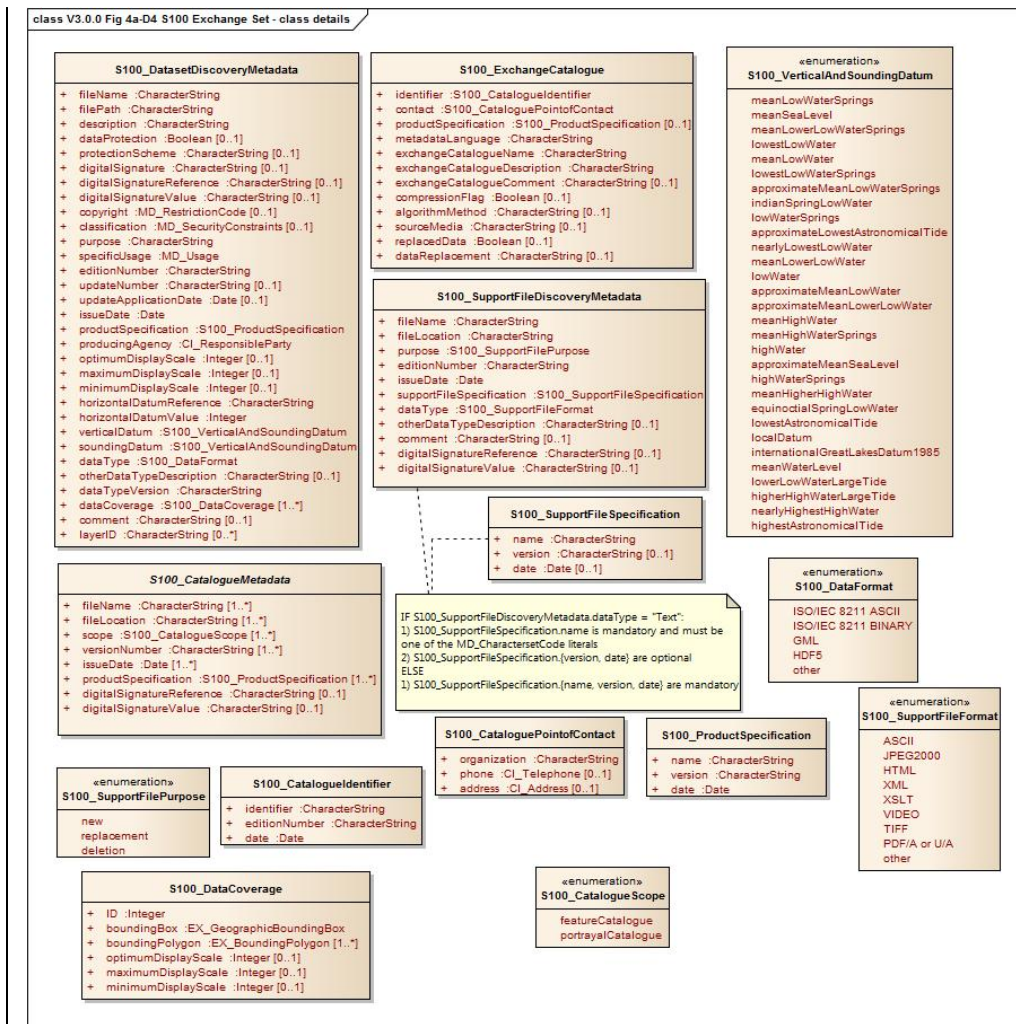 class V3.0.0 Fig 4a-D4 S100 Exchange Set - class details
S100_DatasetDiscoveryMetadata
+ fileName :CharacterString
+ filePath :CharacterString
+ description :CharacterString
+ dataProtection :Boolean [0..1]
+ protectionScheme :CharacterString [0..1]
+ digitalSignature :CharacterString [0..1]
+ digitalSignatureReference :CharacterString [0..1]
+ digitalSignatureValue :CharacterString [0..1]
+ copyright :MD_RestrictionCode [0..1]
+ classification :MD_SecurityConstraints [0..1]
+ purpose :CharacterString
+ specificUsage :MD_Usage
+ editionNumber :CharacterString
+ updateNumber :CharacterString [0..1]
+ updateApplicationDate :Date [0..1]
+ issueDate :Date
+ productSpecification :S100_ProductSpecification
+ producingAgency :CI_ResponsibleParty
+ optimumDisplayScale :Integer [0..1]
+ maximumDisplayScale :Integer [0..1]
+ minimumDisplayScale :Integer [0..1]
+ horizontalDatumReference :CharacterString
+ horizontalDatumValue :Integer
+ verticalDatum :S100_VerticalAndSoundingDatum
+ soundingDatum :S100_VerticalAndSoundingDatum
+ dataType :S100_DataFormat
+ otherDataTypeDescription :CharacterString [0..1]
+ dataTypeVersion :CharacterString
+ dataCoverage :S100_DataCoverage [1..*]
+ comment :CharacterString [0..1]
+ layerID :CharacterString [0..*]
S100_ExchangeCatalogue
+ identifier :S100_CatalogueIdentifier
+ contact :S100_CataloguePointofContact
+ productSpecification :S100_ProductSpecification [0..1]
+ metadataLanguage :CharacterString
+ exchangeCatalogueName :CharacterString
+ exchangeCatalogueDescription :CharacterString
+ exchangeCatalogueComment :CharacterString [0..1]
+ compressionFlag :Boolean [0..1]
+ algorithmMethod :CharacterString [0..1]
+ sourceMedia :CharacterString [0..1]
+ replacedData :Boolean [0..1]
+ dataReplacement :CharacterString [0..1]
S100_SupportFileDiscoveryMetadata
+ fileName :CharacterString
+ fileLocation :CharacterString
+ purpose :S100_SupportFilePurpose
+ editionNumber :CharacterString
+ issueDate :Date
+ supportFileSpecification :S100_SupportFileSpecification
+ dataType :S100_SupportFileFormat
+ otherDataTypeDescription :CharacterString [0..1]
+ comment :CharacterString [0..1]
+ digitalSignatureReference :CharacterString [0..1]
+ digitalSignatureValue :CharacterString [0..1]
«enumeration»
S100_VerticalAndSoundingDatum
meanLowWaterSprings
meanSeaLevel
meanLowerLowWaterSprings
lowestLowWater
meanLowWater
lowestLowWaterSprings
approximateMeanLowWaterSprings
indianSpringLowWater
lowWaterSprings
approximateLowestAstronomicalTide
nearlyLowestLowWater
meanLowerLowWater
lowWater
approximateMeanLowWater
approximateMeanLowerLowWater
meanHighWater
meanHighWaterSprings
highWater
approximateMeanSeaLevel
highWaterSprings
meanHigherHighWater
equinoctialSpringLowWater
lowestAstronomicalTide
localDatum
internationalGreatLakesDatum1985
meanWaterLevel
lowerLowWaterLargeTide
higherHighWaterLargeTide
nearlyHighestHighWater
highestAstronomicalTide
S100_SupportFileSpecification
+ name :CharacterString
+ version :CharacterString [0..1]
+ date :Date [0..1]
S100_CatalogueMetadata
+ fileName :CharacterString [1..*]
+ fileLocation :CharacterString [1..*]
+ scope :S100_CatalogueScope [1..*]
+ versionNumber :CharacterString [1..*]
+ issueDate :Date [1..*]
+ productSpecification :S100_ProductSpecification [1..*]
+ digitalSignatureReference :CharacterString [0..1]
+ digitalSignatureValue :CharacterString [0..1]
IF S100_SupportFileDiscoveryMetadata.dataType = "Text":
1) S100_SupportFileSpecification.name is mandatory and must be
one of the MD_CharactersetCode literals
2) S100_SupportFileSpecification.{version, date} are optional
ELSE
1) S100_SupportFileSpecification.{name, version, date} are mandatory
«enumeration»
S100_DataFormat
ISO/IEC 8211 ASCII
ISO/IEC 8211 BINARY
GML
HDF5
other
«enumeration»
S100_SupportFileFormat
ASCII
JPEG2000
HTML
XML
XSLT
VIDEO
TIFF
PDF/A or U/A
other
S100_CataloguePointofContact
+ organization :CharacterString
+ phone :CI_Telephone [0..1]
+ address :CI_Address [0..1]
S100_ProductSpecification
+ name :CharacterString
+ version :CharacterString
+ date :Date
«enumeration»
S100_SupportFilePurpose
new
replacement
deletion
S100_CatalogueIdentifier
+ identifier :CharacterString
+ editionNumber :CharacterString
+ date :Date
S100_DataCoverage
+ ID :Integer
+ boundingBox :EX_GeographicBoundingBox
+ boundingPolygon :EX_BoundingPolygon [1..*]
+ optimumDisplayScale :Integer [0..1]
+ maximumDisplayScale :Integer [0..1]
+ minimumDisplayScale :Integer [0..1]
«enumeration»
S100_CatalogueScope
featureCatalogue
portrayalCatalogue